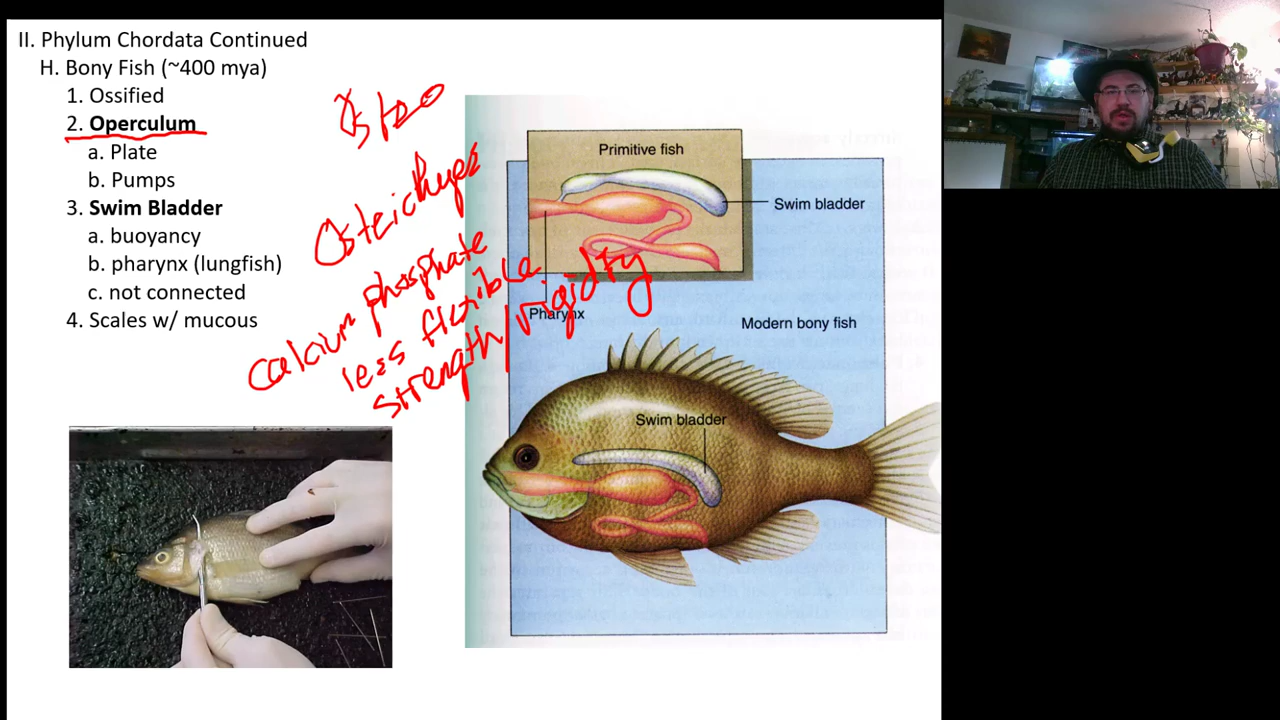 II. Phylum Chordata Continued
H. Bony Fish (~400 mya)
1. Ossified
2. Operculum
a. Plate
b. Pumps
3. Swim Bladder
a. buoyancy
b. pharynx (lungfish)
c. not connected
4. Scales w/ mucous
Osteo
Osteicthyes
calcium phosphate
less flexible
strength/rigidity
Primitive fish
Swim bladder
Pharynx
Modern bony fish
Swim bladder